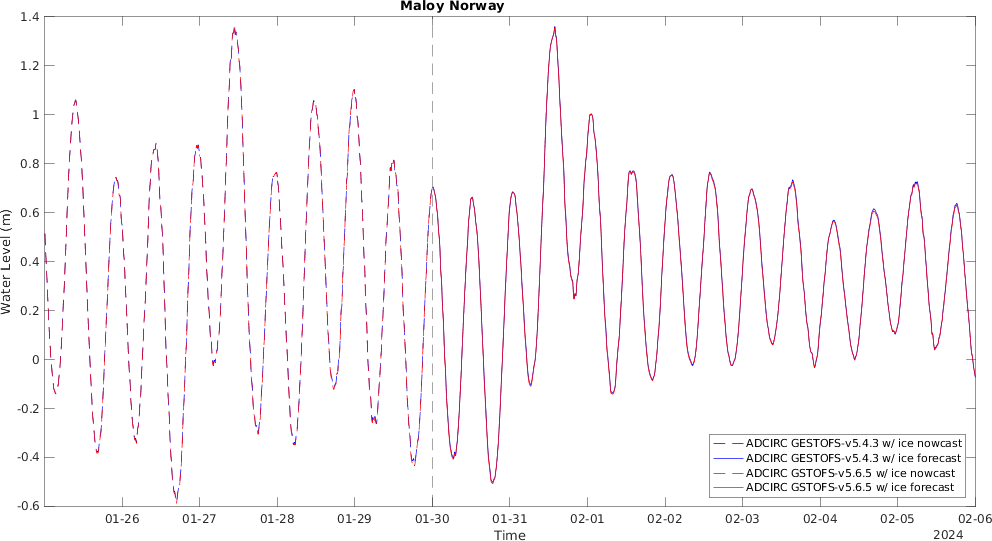 Maloy Norway
Water Level (m)
1.4
1.2
1
0.8
0.6
0.4
0.2
0
-0.2
-0.4
-0.6
ADCIRC GESTOFS-v5.4.3 w/ ice nowcast
ADCIRC GESTOFS-v5.4.3 w/ ice forecast
ADCIRC GSTOFS-v5.6.5 w/ ice nowcast
ADCIRC GSTOFS-v5.6.5 w/ ice forecast
01-26 01-27 01-28 01-29 01-30 01-31 02-01 02-02 02-03 02-04 02-05 02-06
Time
2024